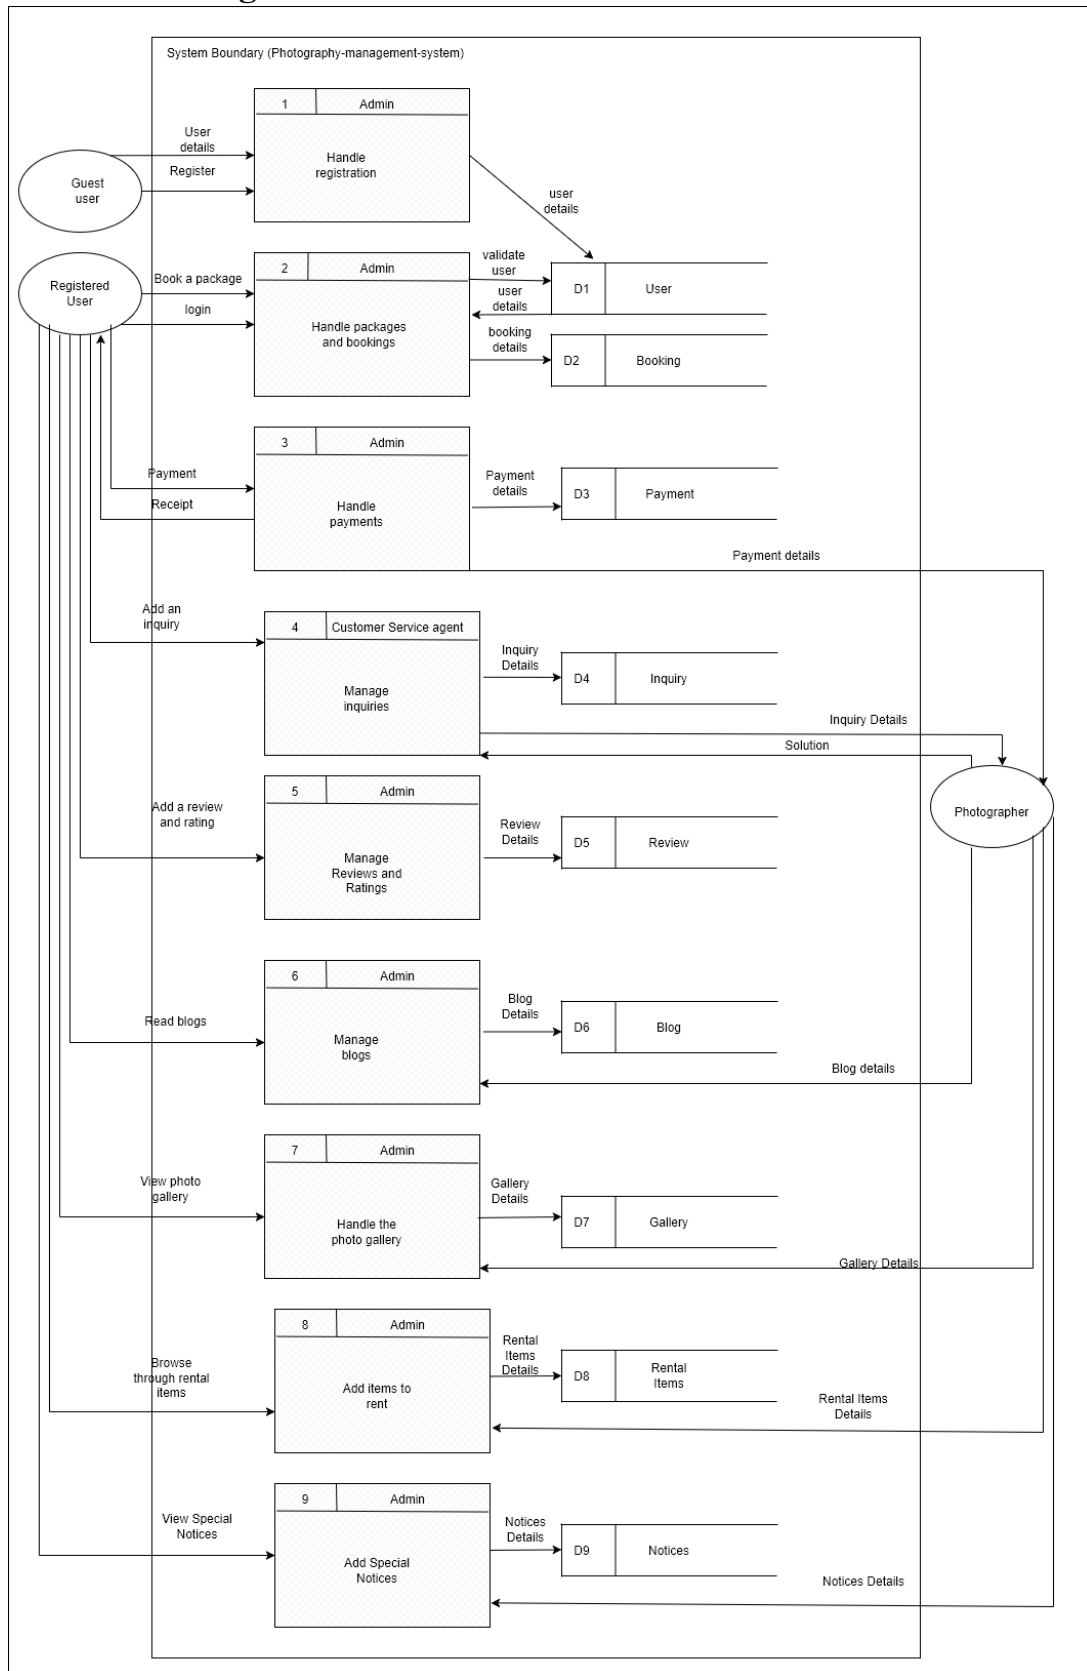 System Boundary (Photography-management-system)
1
Admin
User
details
Handle
registration
Register
Guest
user
user
details
2
Admin
validate
user
Book a package
Registered
User
login
Handle packages
and bookings
user
details
D1
User
booking
details
D2
Booking
3
Admin
Payment
Receipt
Handle
payments
Payment
details
D3
Payment
Payment details
Add an
inquiry
4
Customer Service agent
Manage
inquiries
Inquiry
Details
D4
Inquiry
Inquiry Details
Solution
Photographer
5
Admin
Add a review
and rating
Manage
Reviews and
Ratings
Review
Details
D5
Review
6
Admin
Read blogs
Manage
blogs
Blog
Details
D6
Blog
Blog details
7
Admin
View photo
gallery
Handle the
photo gallery
Gallery
Details
D7
Gallery
Gallery Details
8
Admin
Browse
through rental
items
Add items to
rent
Rental
Items
Details
D8
Rental
Items
Rental Items
Details
9
Admin
View Special
Notices
Add Special
Notices
Notices
Details
D9
Notices
Notices Details